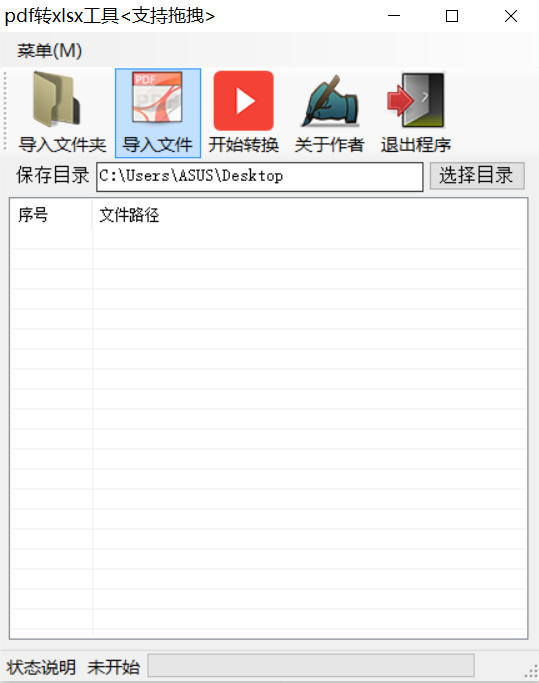 pdf转xlsx工具<支持拖拽>
菜单(M)
PDF
导入文件夹 导入文件 开始转换 关于作者 退出程序
保存目录 C:\Users\ASUS\Desktop 选择目录
序号 文件路径
状态说明 未开始